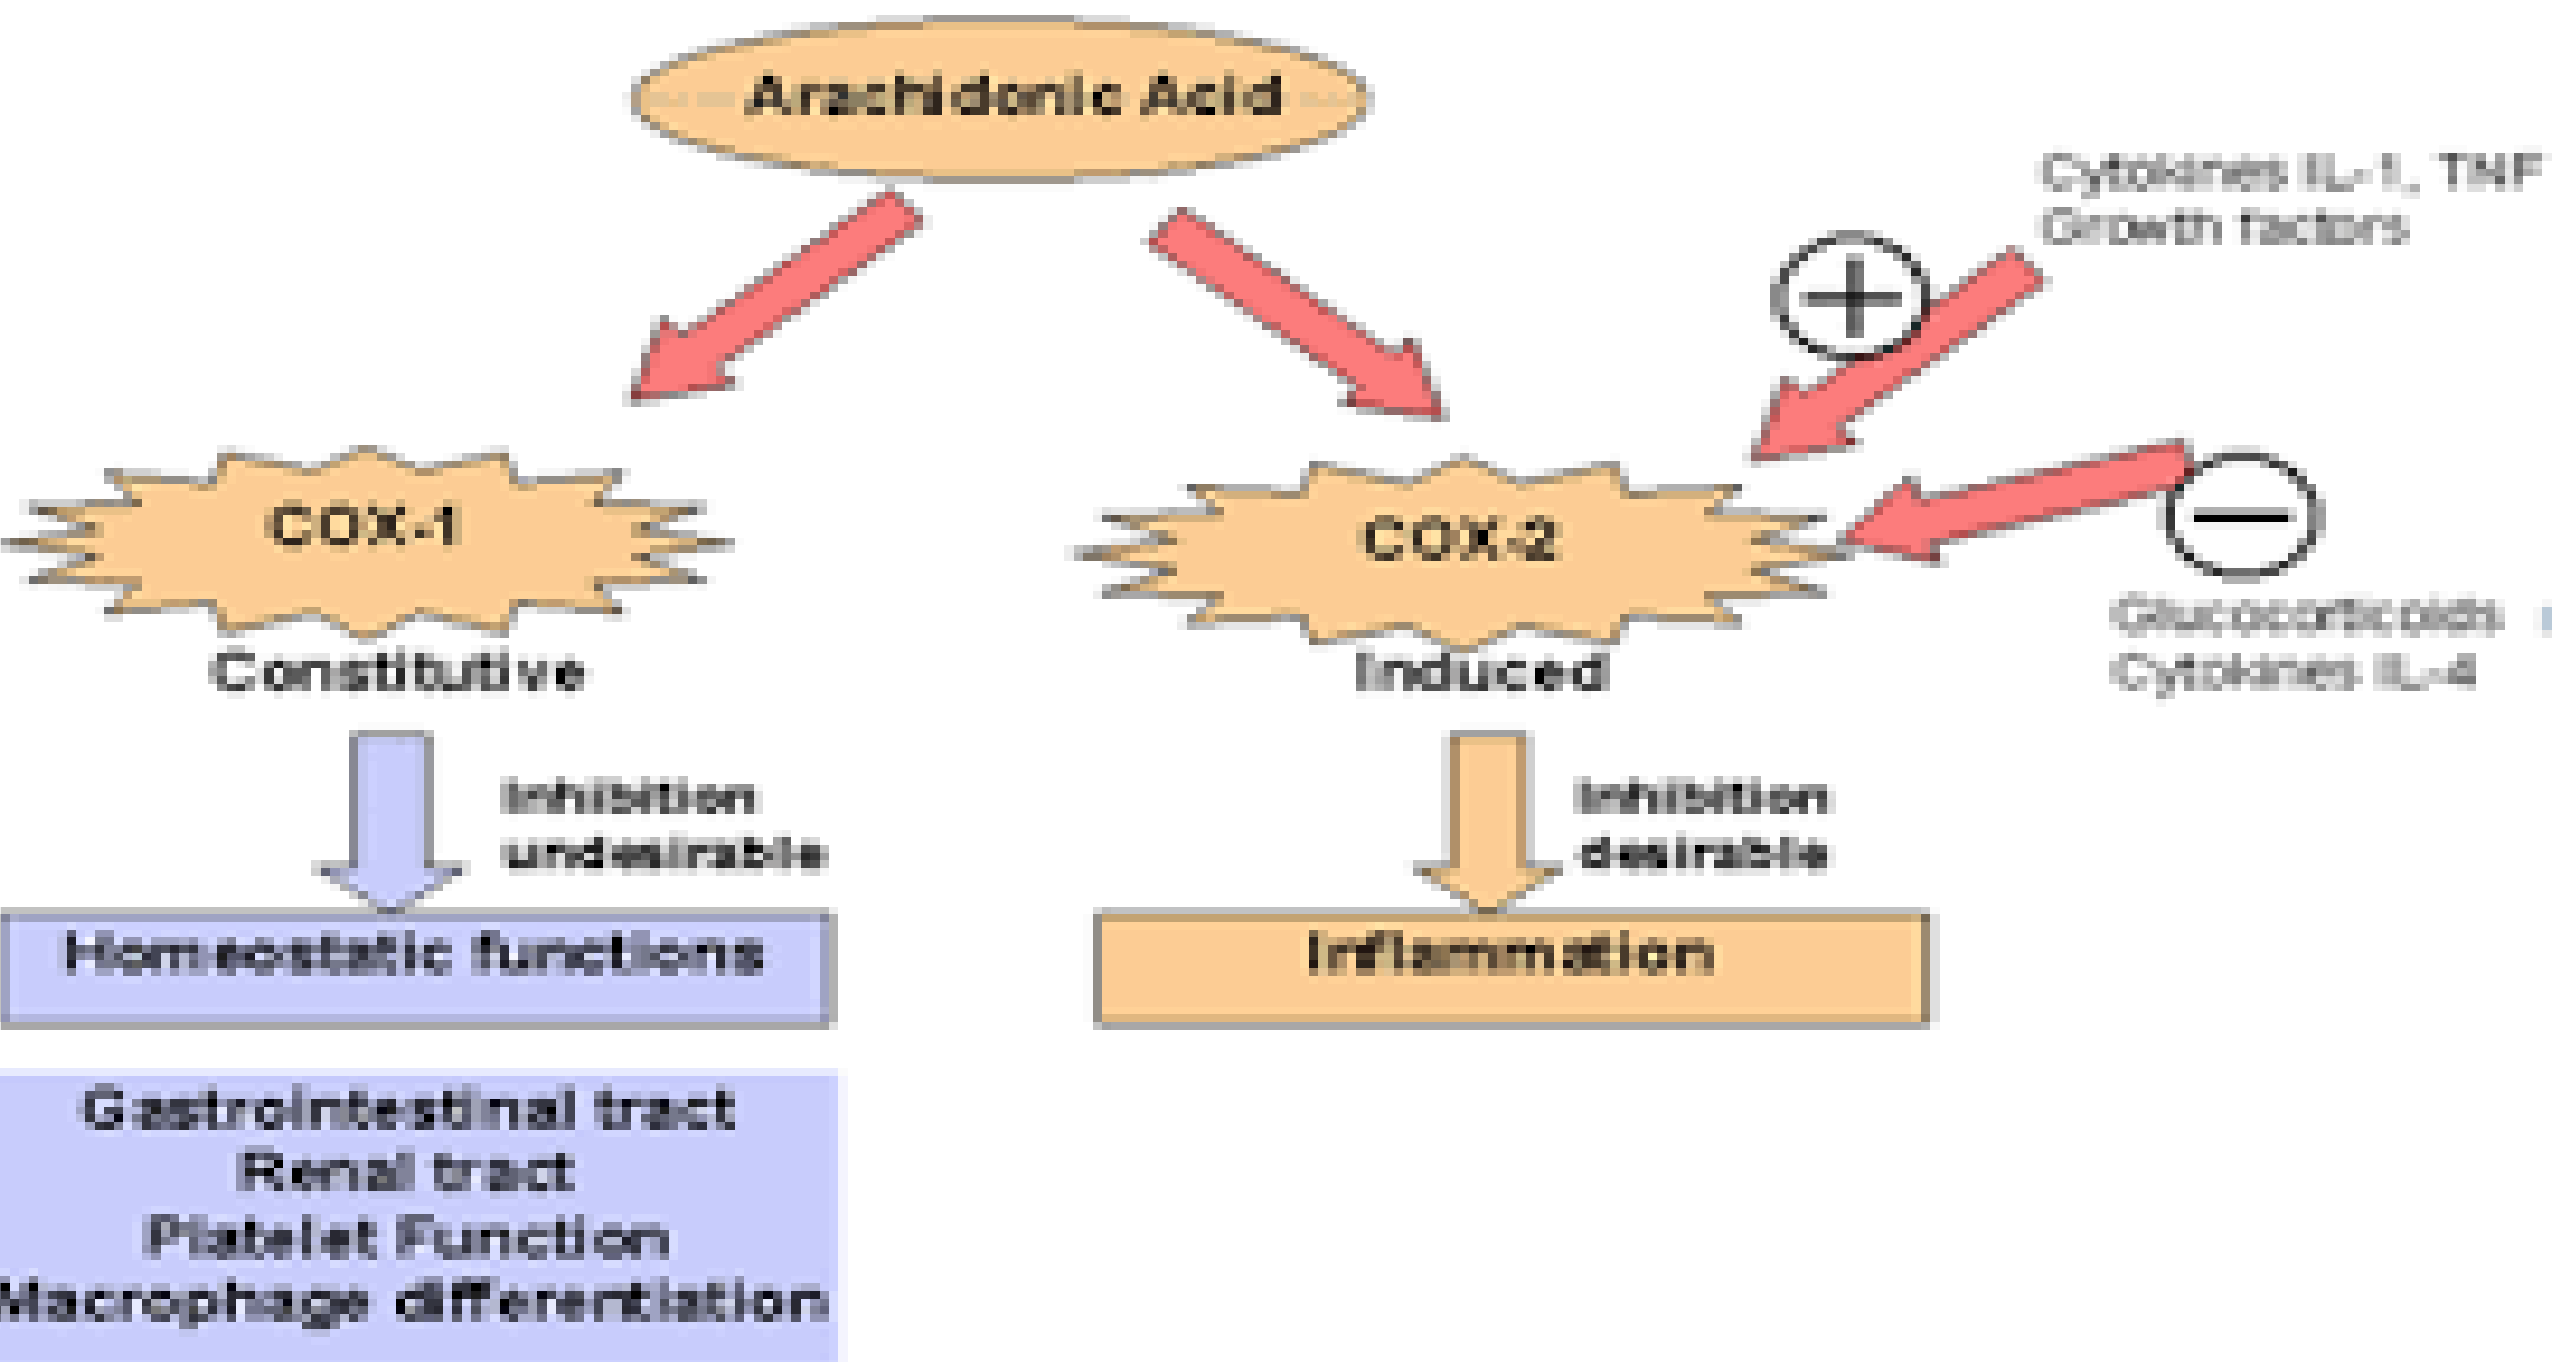 Arachidonic Acid
Cytokines IL-1, TNF
Growth factors
COX-1
COX-2
Constitutive
Induced
Glucocorticoids
Cytokines IL-4
Inhibition
undesirable
Inhibition
desirable
Homeostatic functions
Inflammation
Gastrointestinal tract
Renal tract
Platelet Function
Macrophage differentiation